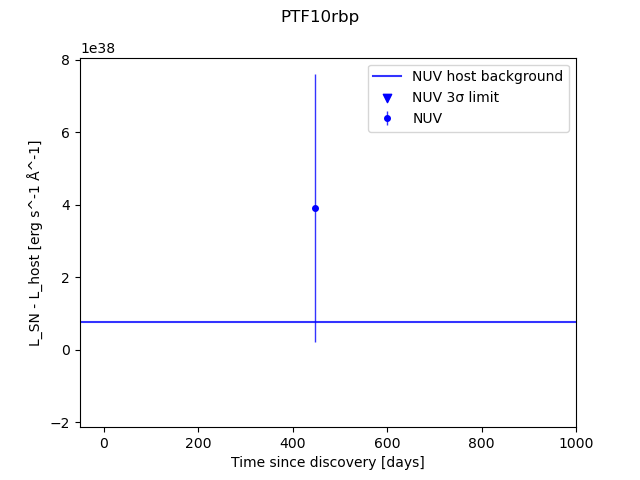 PTF10rbp
1e38
NUV host background
NUV 3σ limit
NUV
8
6
4
2
0
−2
L_SN - L_host [erg s^-1 Å^-1]
0 200 400 600 800 1000
Time since discovery [days]